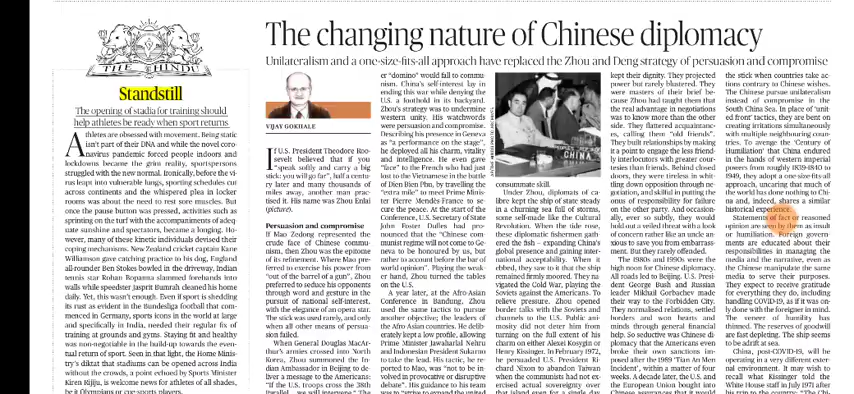 THE HINDU
Standstill
The opening of stadia for training should
help athletes be ready when sport returns
Athletes are obsessed with movement. Being static
isn't part of their DNA and while the novel coro-
navirus pandemic forced people indoors and
lockdowns became the grim reality, sportspersons
struggled with the new normal. Ironically, before the vi-
rus leapt into vulnerable lungs, sporting schedules cut
across continents and the whispered plea in locker
rooms was about the need to rest sore muscles. But
once the pause button was pressed, activities such as
sprinting on the turf with the accompaniments of adeq-
uate sunshine and spectators, became a longing. Ho-
wever, many of these kinetic individuals devised their
coping mechanisms. New Zealand cricket captain Kane
Williamson gave catching practice to his dog, England
all-rounder Ben Stokes bowled in the driveway, Indian
tennis star Rohan Bopanna slammed forehands into
walls while speedster Jasprit Bumrah cleaned his home
daily. Yet, this wasn't enough. Even if sport is shedding
its rust as evident in the Bundesliga football that com-
menced in Germany, sports icons in the world at large
and specifically in India, needed their regular fix of
training at grounds and gyms. Staying fit and healthy
was non-negotiable in the build-up towards the even-
tual return of sport. Seen in that light, the Home Minis-
try's diktat that stadiums can be opened across India
without the crowds, a point echoed by Sports Minister
Kiren Rijiju, is welcome news for athletes of all shades,
be it Olympians or cue sports players.
The changing nature of Chinese diplomacy
Unilateralism and a one-size-fits-all approach have replaced the Zhou and Deng strategy of persuasion and compromise
VIJAY GOKHALE
If U.S. President Theodore Roo-
sevelt believed that if you
"speak softly and carry a big
stick: you will go far", half a centu-
ry later and many thousands of
miles away, another man prac-
tised it. His name was Zhou Enlai
(picture).
Persuasion and compromise
If Mao Zedong represented the
crude face of Chinese commu-
nism, then Zhou was the epitome
of its refinement. Where Mao pre-
ferred to exercise his power from
"out of the barrel of a gun", Zhou
preferred to seduce his opponents
through word and gesture in the
pursuit of national self-interest,
with the elegance of an opera star.
The stick was used rarely, and only
when all other means of persua-
sion failed.
When General Douglas MacAr-
thur's armies crossed into North
Korea, Zhou summoned the In-
dian Ambassador in Beijing to de-
liver a message to the Americans:
"If the U.S. troops cross the 38th
er "domino" would fall to commu-
nism. China's self-interest lay in
ending this war while denying the
U.S. a foothold in its backyard.
Zhou's strategy was to undermine
western unity. His watchwords
were persuasion and compromise.
Describing his presence in Geneva
as "a performance on the stage",
he deployed all his charm, vitality
and intelligence. He even gave
"face" to the French who had just
lost to the Vietnamese in the battle
of Dien Bien Phu, by travelling the
"extra mile" to meet Prime Minis-
ter Pierre Mendès France to se-
cure the peace. At the start of the
Conference, U.S. Secretary of State
John Foster Dulles had pro-
nounced that the "Chinese com-
munist regime will not come to Ge-
neva to be honoured by us, but
rather to account before the bar of
world opinion". Playing the weak-
er hand, Zhou turned the tables
on the U.S.
A year later, at the Afro-Asian
Conference in Bandung, Zhou
used the same tactics to pursue
another objective; the leaders of
the Afro Asian countries. He delib-
erately kept a low profile, allowing
Prime Minister Jawaharlal Nehru
and Indonesian President Sukarno
to take the lead. His tactic, he re-
ported to Mao, was "not to be in-
volved in provocative or disruptive
debate". His guidance to his team
was to "strive to expand the united
CHINA
consummate skill.
Under Zhou, diplomats of ca-
libre kept the ship of state steady
in a churning sea full of storms,
some self-made like the Cultural
Revolution. When the tide rose,
these diplomatic fishermen gath-
ered the fish – expanding China's
global presence and gaining inter-
national acceptability. When it
ebbed, they saw to it that the ship
remained firmly moored. They na-
vigated the Cold War, playing the
Soviets against the Americans. To
relieve pressure, Zhou opened
border talks with the Soviets and
channels to the U.S. Public ani-
mosity did not deter him from
turning on the full extent of his
charm on either Alexei Kosygin or
Henry Kissinger. In February 1972,
he persuaded U.S. President Ri-
chard Nixon to abandon Taiwan
when the communists had not ex-
ercised actual sovereignty over
that island even for a single day
kept their dignity. They projected
power but rarely blustered. They
were masters of their brief be-
cause Zhou had taught them that
the real advantage in negotiations
was to know more than the other
side. They flattered acquaintanc-
es, calling them "old friends".
They built relationships by making
it a point to engage the less friend-
ly interlocutors with greater cour-
tesies than friends. Behind closed
doors, they were tireless in whit-
tling down opposition through ne-
gotiation, and skilful in putting the
onus of responsibility for failure
on the other party. And occasion-
ally, ever so subtly, they would
hold out a veiled threat with a look
of concern rather like an uncle an-
xious to save you from embarrass-
ment. But they rarely offended.
The 1980s and 1990s were the
high noon for Chinese diplomacy.
All roads led to Beijing. U.S. Presi-
dent George Bush and Russian
leader Mikhail Gorbachev made
their way to the Forbidden City.
They normalised relations, settled
borders and won hearts and
minds through general financial
help. So seductive was Chinese di-
plomacy that the Americans even
broke their own sanctions im-
posed after the 1989 'Tian An Men
Incident', within a matter of four
weeks. A decade later, the U.S. and
the European Union bought into
Chinese assurances that it would
the stick when countries take ac-
tions contrary to Chinese wishes.
The Chinese pursue unilateralism
instead of compromise in the
South China Sea. In place of 'unit-
ed front' tactics, they are bent on
creating irritations simultaneously
with multiple neighbouring coun-
tries. To avenge the 'Century of
Humiliation' that China endured
in the hands of western imperial
powers from roughly 1839-1840 to
1949, they adopt a one-size-fits-all
approach, uncaring that much of
the world has done nothing to Chi-
na and, indeed, shares a similar
historical experience.
Statements of fact or reasoned
opinion are seen by them as insult
or humiliation. Foreign govern-
ments are educated about their
responsibilities in managing the
media and the narrative, even as
the Chinese manipulate the same
media to serve their purposes.
They expect to receive gratitude
for everything they do, including
handling COVID-19, as if it was on-
ly done with the foreigner in mind.
The veneer of humility has
thinned. The reserves of goodwill
are fast depleting. The ship seems
to be adrift at sea.
China, post-COVID-19, will be
operating in a very different exter-
nal environment. It may wish to
recall what Kissinger told the
White House staff in July 1971 after